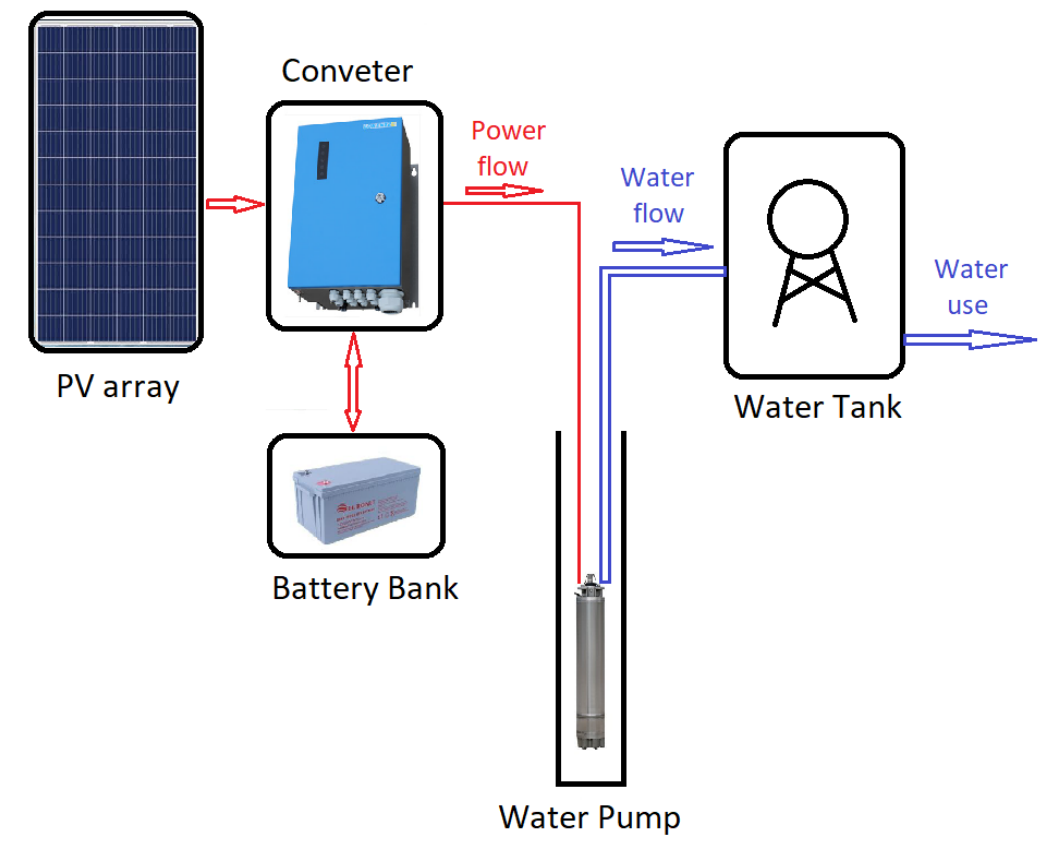 Conveter
Power
flow
Water
flow
Water
use
PV array
Water Tank
Battery Bank
Water Pump